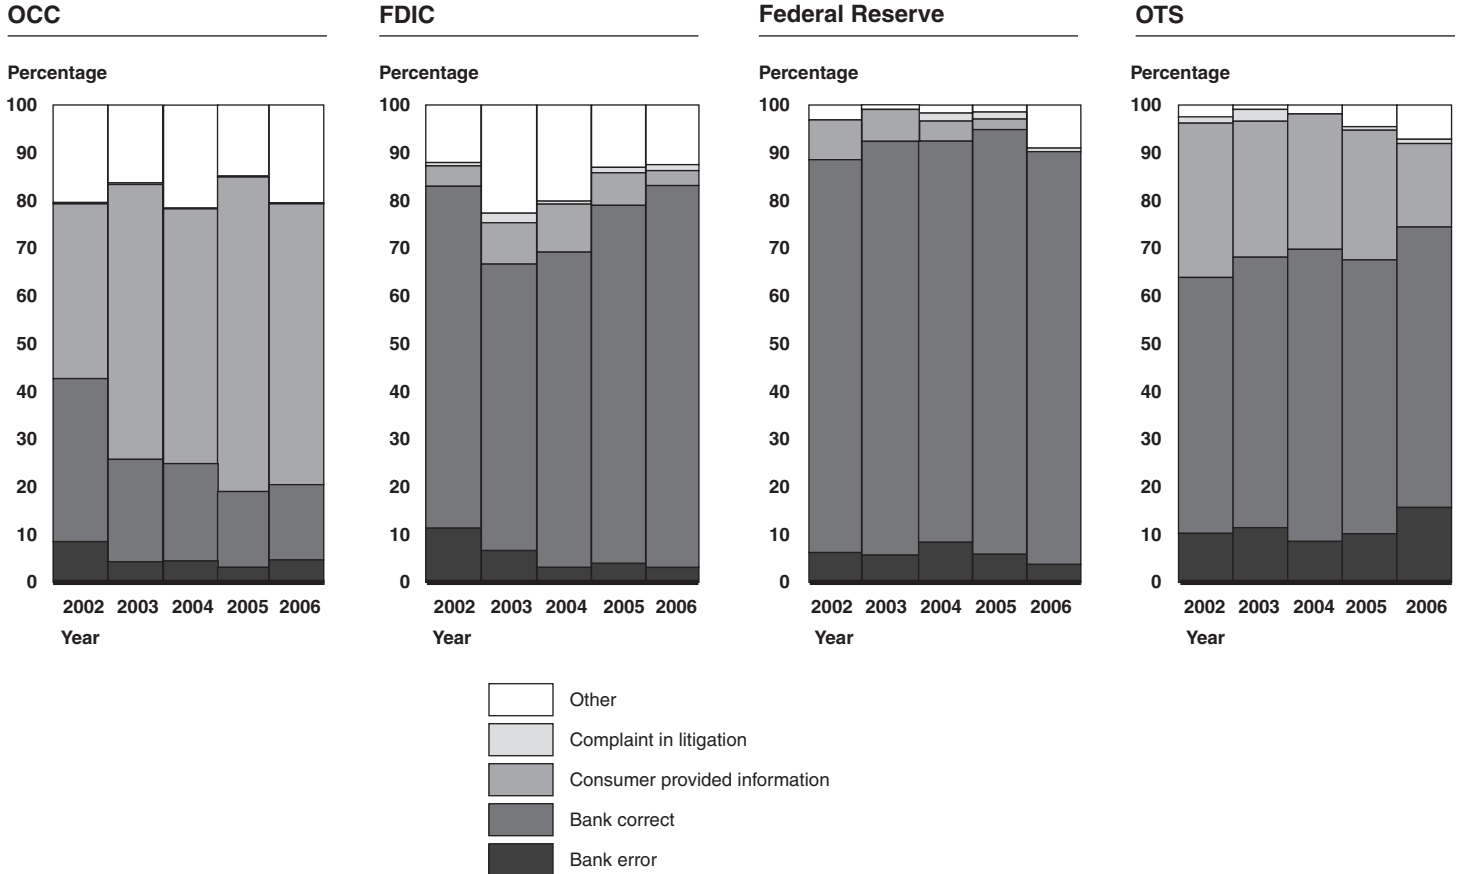 OCC
FDIC
Federal Reserve
OTS
Percentage
Percentage
Percentage
Percentage
100
90
80
70
60
50
40
30
20
10
0
100
90
80
70
60
50
40
30
20
10
0
100
90
80
70
60
50
40
30
20
10
0
100
90
80
70
60
50
40
30
20
10
0
2002 2003 2004 2005 2006
2002 2003 2004 2005 2006
2002 2003 2004 2005 2006
2002 2003 2004 2005 2006
Year
Year
Year
Year
Other
Complaint in litigation
Consumer provided information
Bank correct
Bank error